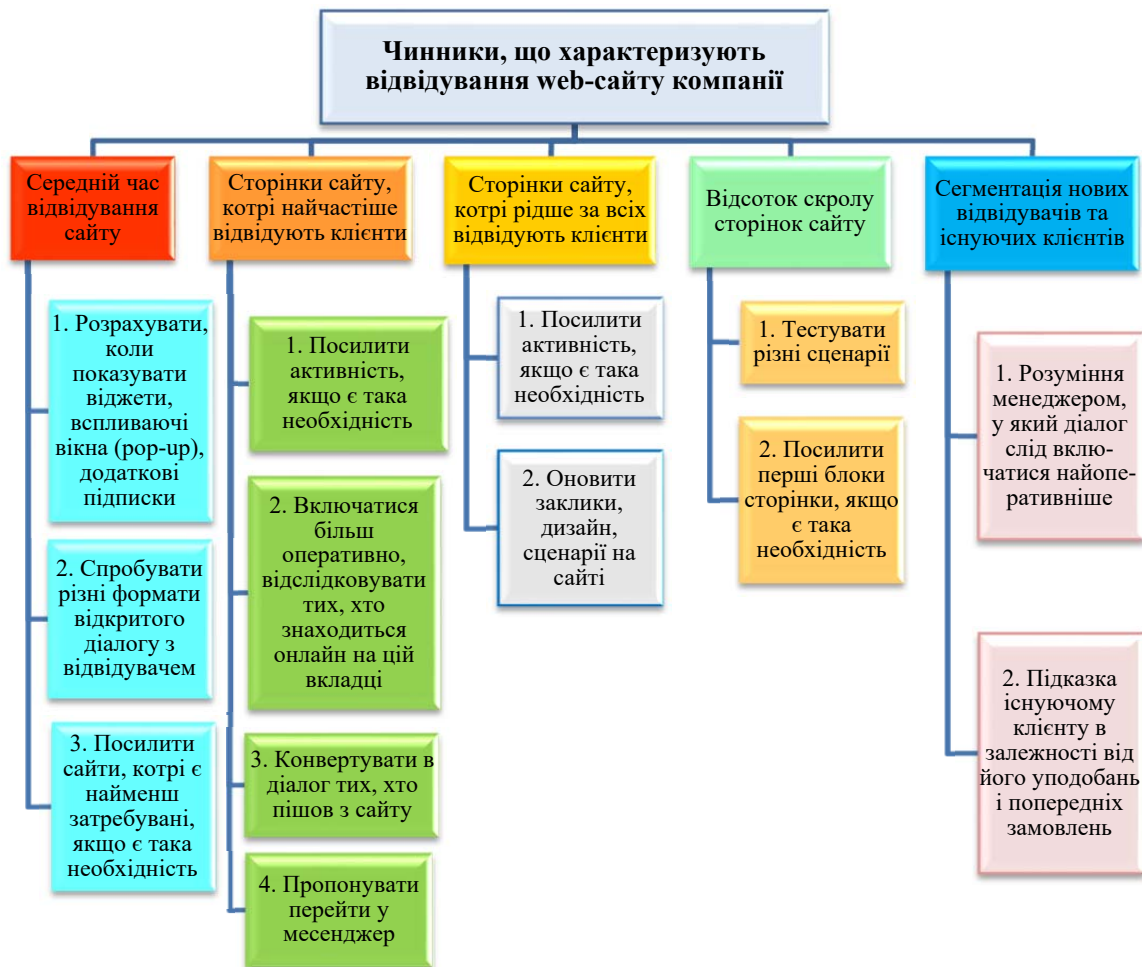 Чинники, що характеризують
відвідування web-сайту компанії
Середній час
відвідування
сайту
1. Розрахувати,
коли
показувати
віджети,
вспливаючі
вікна (pop-up),
додаткові
підписки
2. Спробувати
різні формати
відкритого
діалогу з
відвідувачем
3. Посилити
сайти, котрі є
найменш
затребувані,
якщо є така
необхідність
Сторінки сайту,
котрі найчастіше
відвідують клієнти
1. Посилити
активність,
якщо є така
необхідність
2. Включатися
більш
оперативно,
відслідковувати
тих, хто
знаходиться
онлайн на цій
вкладці
3. Конвертувати в
діалог тих, хто
пішов з сайту
4. Пропонувати
перейти у
месенджер
Сторінки сайту,
котрі рідше за всіх
відвідують клієнти
1. Посилити
активність,
якщо є така
необхідність
2. Оновити
заклики,
дизайн,
сценарії на
сайті
Відсоток скролу
сторінок сайту
1. Тестувати
різні сценарії
2. Посилити
перші блоки
сторінки, якщо
є така
необхідність
Сегментація нових
відвідувачів та
існуючих клієнтів
1. Розуміння
менеджером,
у який діалог
слід вклю-
чатися найопе-
ративніше
2. Підказка
існуючому
клієнту в
залежності від
його уподобань
і попередніх
замовлень